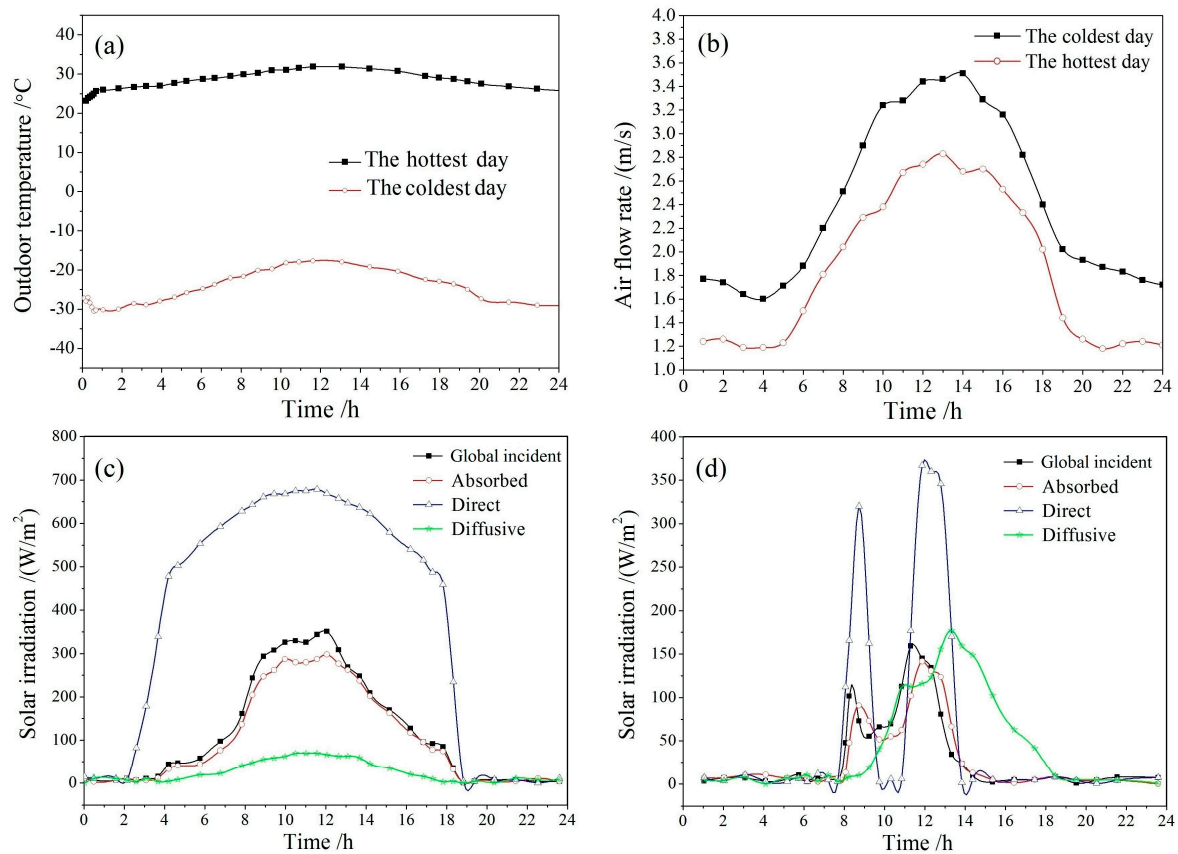 (a)
Outdoor temperature /°C
40
30
20
10
0
-10
-20
-30
-40
The hottest day
The coldest day
0 2 4 6 8 10 12 14 16 18 20 22 24
Time /h
(b)
Air flow rate /(m/s)
4.0
3.8
3.6
3.4
3.2
3.0
2.8
2.6
2.4
2.2
2.0
1.8
1.6
1.4
1.2
1.0
The coldest day
The hottest day
0 2 4 6 8 10 12 14 16 18 20 22 24
Time /h
(c)
Solar irradiation /(W/m²)
800
700
600
500
400
300
200
100
0
Global incident
Absorbed
Direct
Diffusive
0 2 4 6 8 10 12 14 16 18 20 22 24
Time /h
(d)
Solar irradiation /(W/m²)
400
350
300
250
200
150
100
50
0
Global incident
Absorbed
Direct
Diffusive
0 2 4 6 8 10 12 14 16 18 20 22 24
Time /h